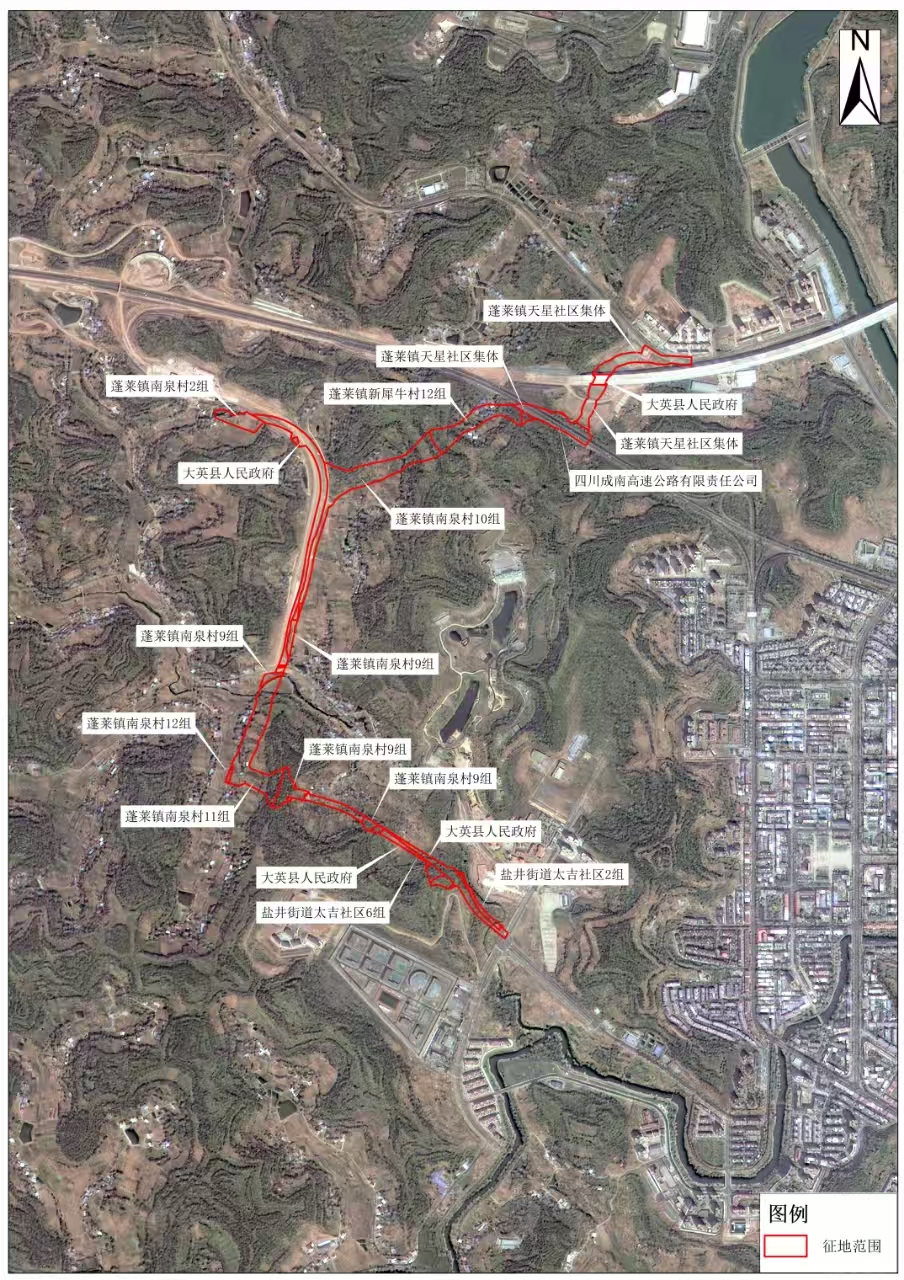 N
蓬莱镇天星社区集体
蓬莱镇天星社区集体
蓬莱镇南泉村2组
蓬莱镇新犀牛村12组
大英县人民政府
蓬莱镇天星社区集体
大英县人民政府
四川成南高速公路有限责任公司
蓬莱镇南泉村10组
蓬莱镇南泉村9组
蓬莱镇南泉村9组
蓬莱镇南泉村12组
蓬莱镇南泉村9组
蓬莱镇南泉村9组
蓬莱镇南泉村11组
大英县人民政府
大英县人民政府
盐井街道太吉社区2组
盐井街道太吉社区6组
图例
征地范围